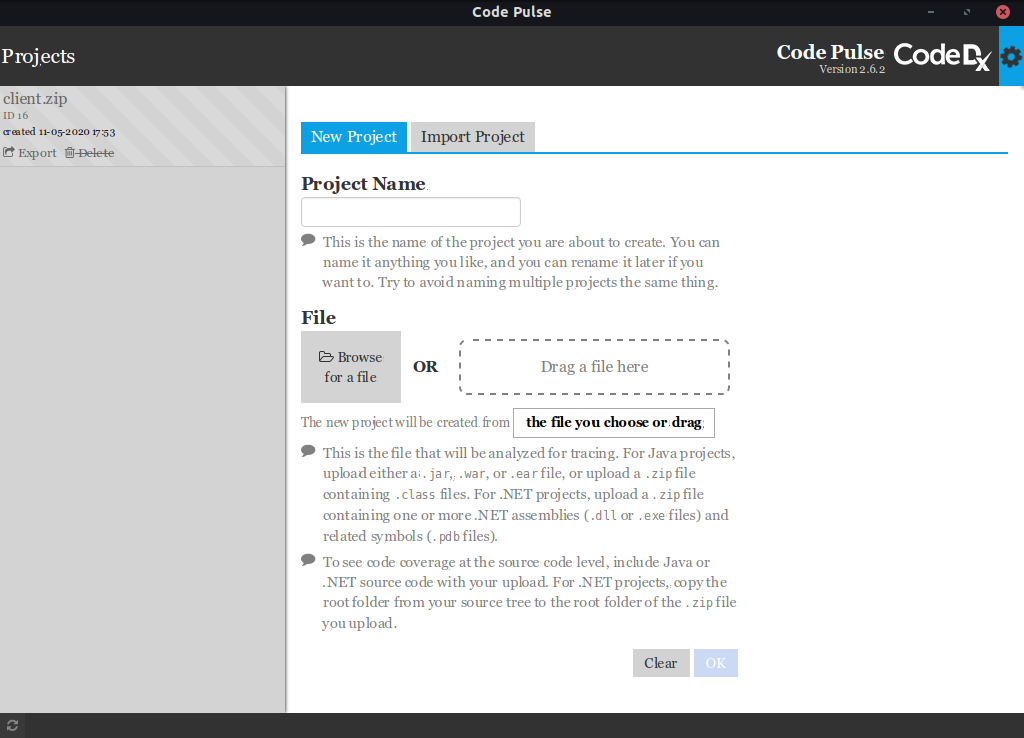 Code Pulse
Projects
Code Pulse
Version 2.6.2
CodeDx
client.zip
ID 16
created 11-05-2020 17:53
Export Delete
New Project
Import Project
Project Name
This is the name of the project you are about to create. You can
name it anything you like, and you can rename it later if you
want to. Try to avoid naming multiple projects the same thing.
File
Browse
for a file
OR
Drag a file here
The new project will be created from the file you choose or drag
This is the file that will be analyzed for tracing. For Java projects,
upload either a .jar, .war, or .ear file, or upload a .zip file
containing .class files. For .NET projects, upload a .zip file
containing one or more .NET assemblies (.dll or .exe files) and
related symbols (.pdb files).
To see code coverage at the source code level, include Java or
.NET source code with your upload. For .NET projects, copy the
root folder from your source tree to the root folder of the .zip file
you upload.
Clear
OK